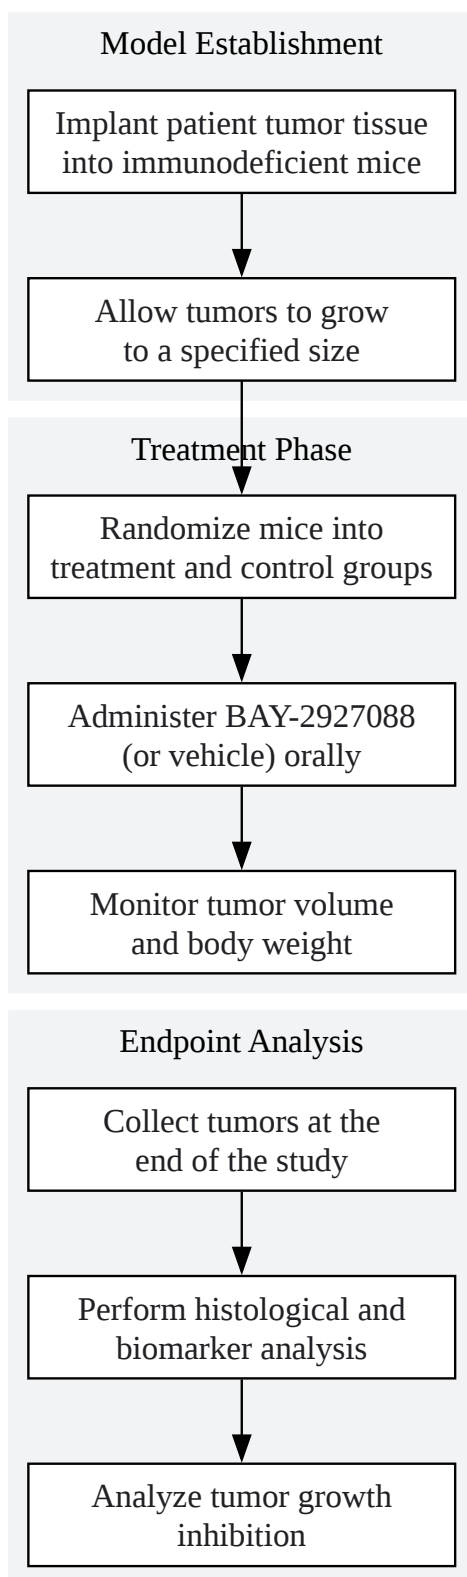 Model Establishment
Implant patient tumor tissue
into immunodeficient mice
Allow tumors to grow
to a specified size
Treatment Phase
Randomize mice into
treatment and control groups
Administer BAY-2927088
(or vehicle) orally
Monitor tumor volume
and body weight
Endpoint Analysis
Collect tumors at the
end of the study
Perform histological and
biomarker analysis
Analyze tumor growth
inhibition